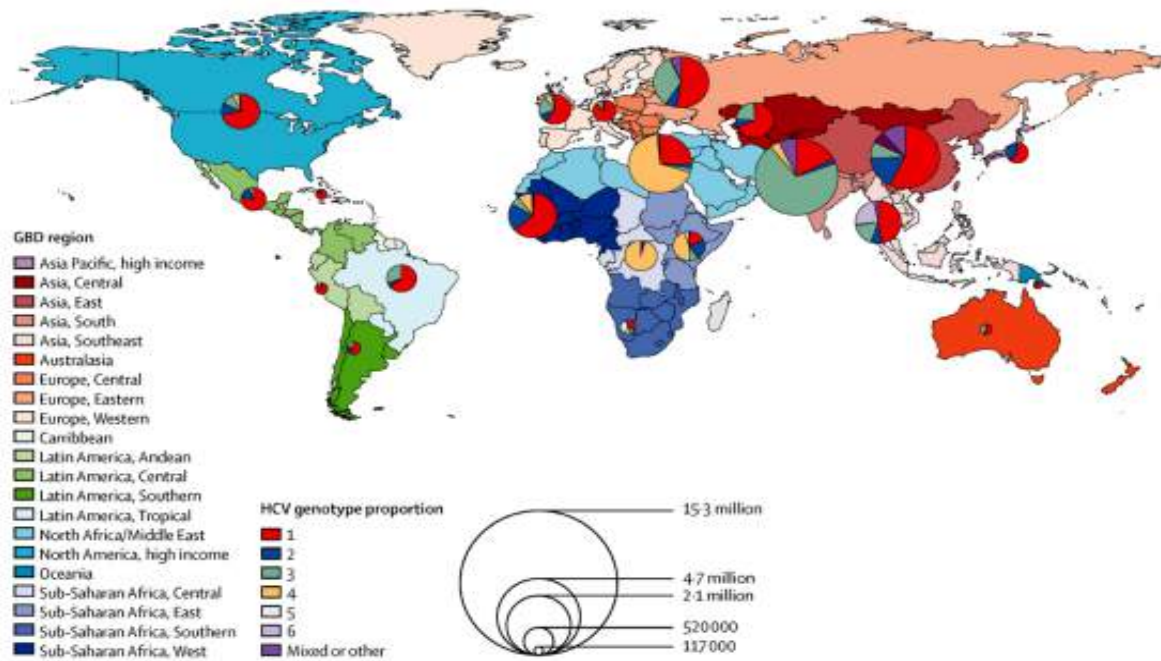 GBD region
Asia Pacific, high income
Asia, Central
Asia, East
Asia, South
Asia, Southeast
Australasia
Europe, Central
Europe, Eastern
Europe, Western
Carribbean
Latin America, Andean
Latin America, Central
Latin America, Southern
Latin America, Tropical
North Africa/Middle East
North America, high income
Oceania
Sub-Saharan Africa, Central
Sub-Saharan Africa, East
Sub-Saharan Africa, Southern
Sub-Saharan Africa, West
HCV genotype proportion
1
2
3
4
5
6
Mixed or other
15·3 million
4·7 million
2·1 million
520000
117000